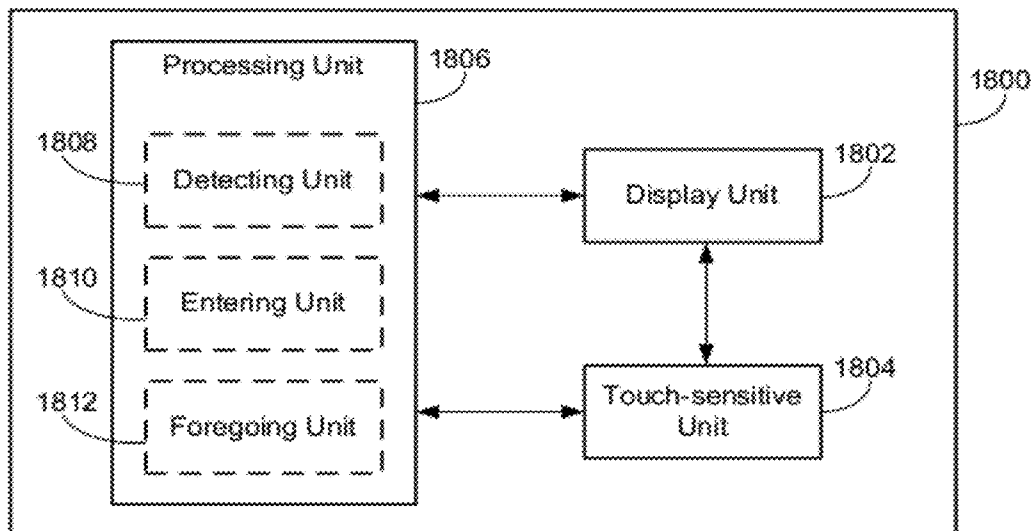 Processing Unit
1806
1800
1808
Detecting Unit
1802
Display Unit
1810
Entering Unit
1812
Foregoing Unit
1804
Touch-sensitive
Unit